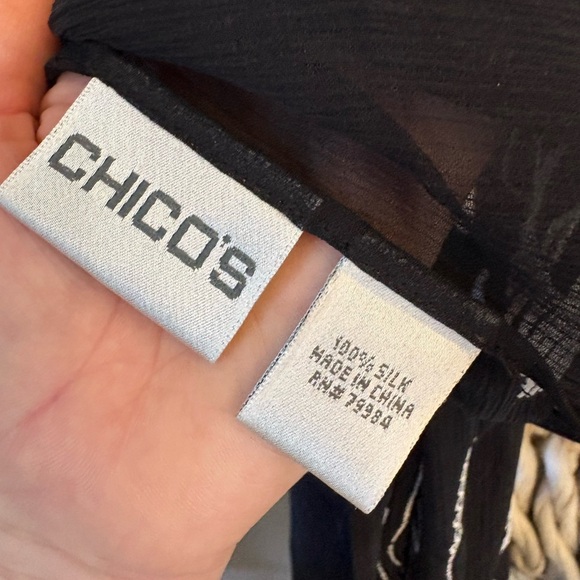 CHICO'S
100% SILK
MADE IN CHINA
RN# 79984